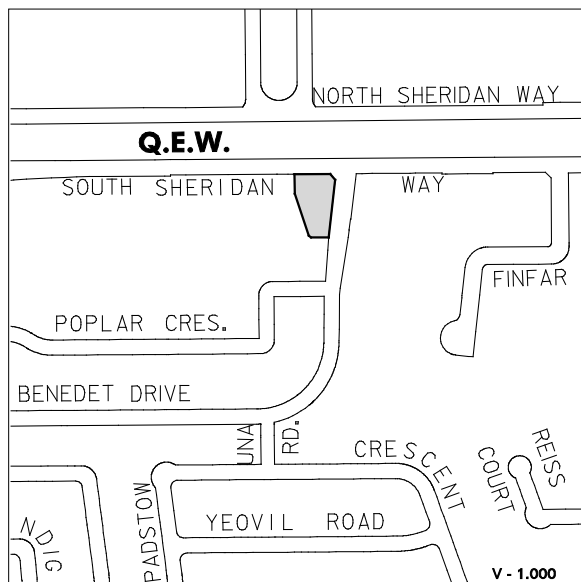 NORTH SHERIDAN WAY
Q.E.W.
SOUTH SHERIDAN WAY
FINFAR
POPLAR CRES.
BENEDET DRIVE
UNA RD.
CRESCENT
REISS
COURT
PADSTOW
YEOVIL ROAD
NDIG
V - 1.000